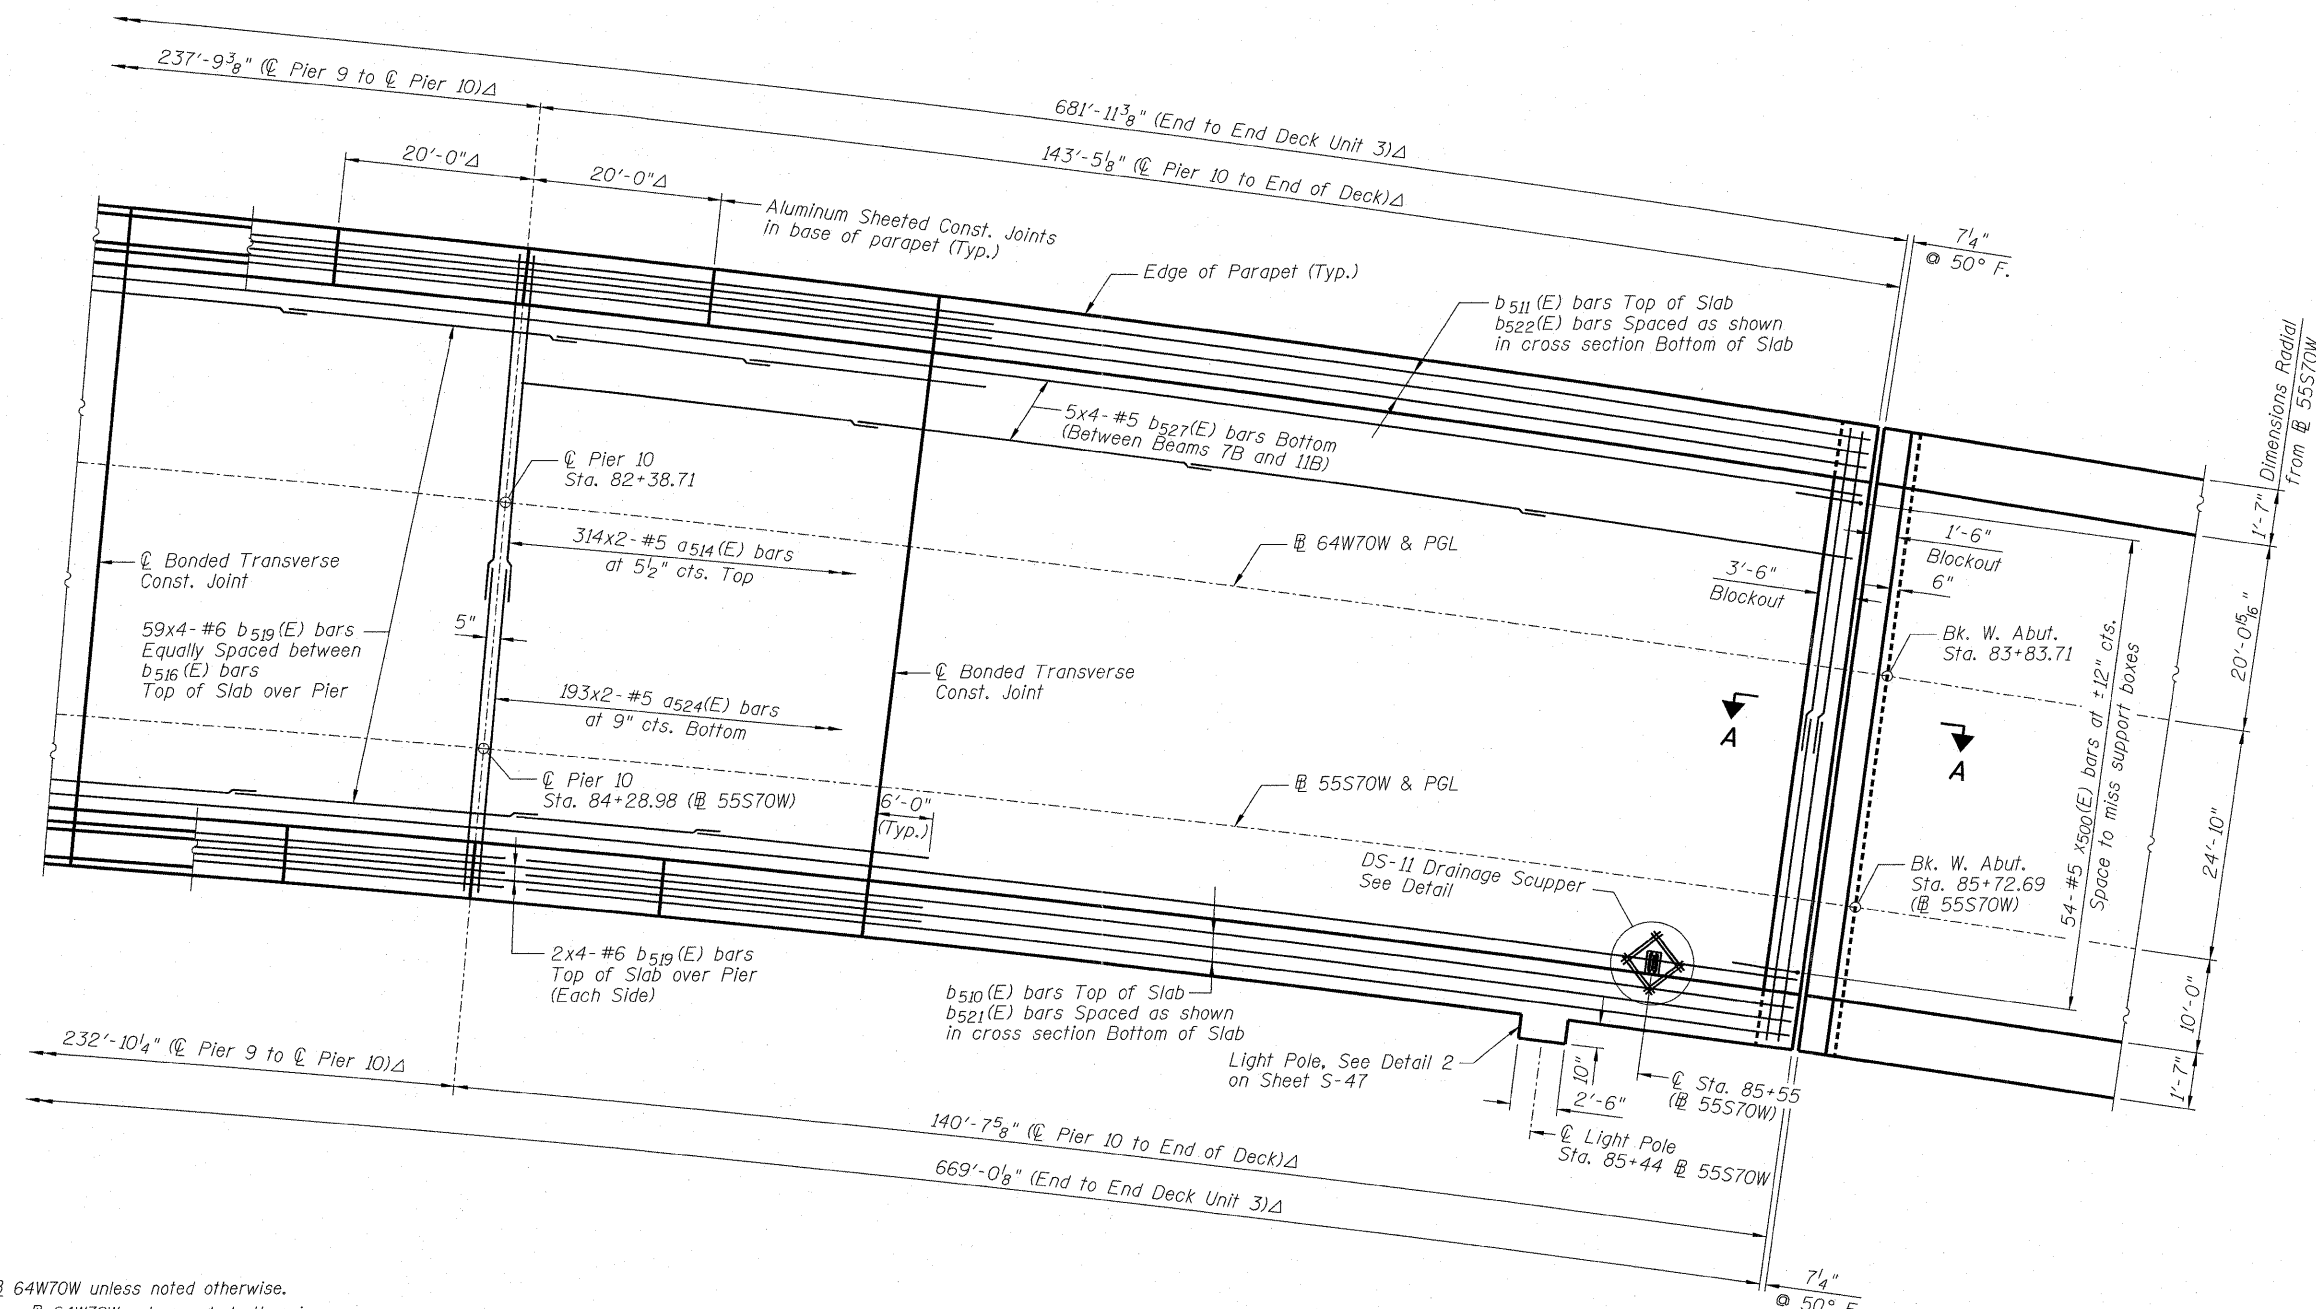 237'-9 3/8" (℄ Pier 9 to ℄ Pier 10)Δ
681'-11 3/8" (End to End Deck Unit 3)Δ
143'-5 1/8" (℄ Pier 10 to End of Deck)Δ
20'-0"Δ
20'-0"Δ
Aluminum Sheeted Const. Joints
in base of parapet (Typ.)
Edge of Parapet (Typ.)
7 1/4"
@ 50° F.
b511(E) bars Top of Slab
b522(E) bars Spaced as shown
in cross section Bottom of Slab
1'-7"
Dimensions Radial
from ℄ 55S70W
5x4-#5 b527(E) bars Bottom
(Between Beams 7B and 11B)
℄ Pier 10
Sta. 82+38.71
314x2-#5 a514(E) bars
at 5 1/2" cts. Top
℄ 64W70W & PGL
3'-6"
Blockout
1'-6"
Blockout
6"
℄ Bonded Transverse
Const. Joint
59x4-#6 b519(E) bars
Equally Spaced between
b516(E) bars
Top of Slab over Pier
5"
193x2-#5 a524(E) bars
at 9" cts. Bottom
℄ Bonded Transverse
Const. Joint
Bk. W. Abut.
Sta. 83+83.71
54-#5 x500(E) bars at ±12" cts.
Space to miss support boxes
20'-0 15/16"
A
A
℄ Pier 10
Sta. 84+28.98 (℄ 55S70W)
6'-0"
(Typ.)
℄ 55S70W & PGL
DS-11 Drainage Scupper
See Detail
Bk. W. Abut.
Sta. 85+72.69
(℄ 55S70W)
24'-10"
10'-0"
1'-7"
2x4-#6 b519(E) bars
Top of Slab over Pier
(Each Side)
b510(E) bars Top of Slab
b521(E) bars Spaced as shown
in cross section Bottom of Slab
Light Pole, See Detail 2
on Sheet S-47
10"
2'-6"
℄ Sta. 85+55
(℄ 55S70W)
℄ Light Pole
Sta. 85+44 ℄ 55S70W
232'-10 1/4" (℄ Pier 9 to ℄ Pier 10)Δ
140'-7 5/8" (℄ Pier 10 to End of Deck)Δ
669'-0 1/8" (End to End Deck Unit 3)Δ
7 1/4"
@ 50° F
64W70W unless noted otherwise.